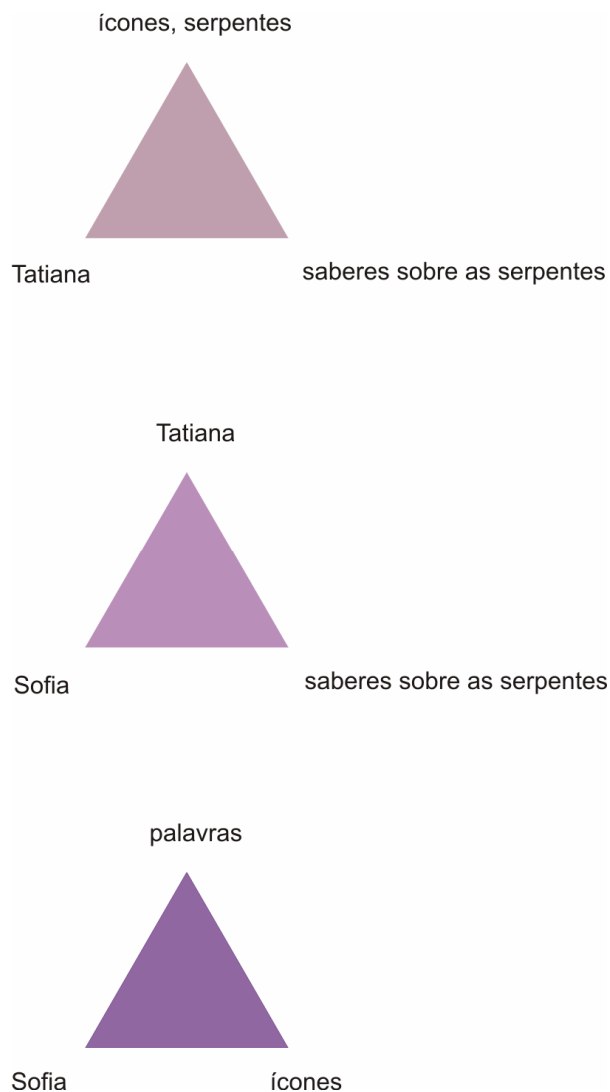 ícones, serpentes
Tatiana
saberes sobre as serpentes
Tatiana
Sofia
saberes sobre as serpentes
palavras
Sofia
ícones